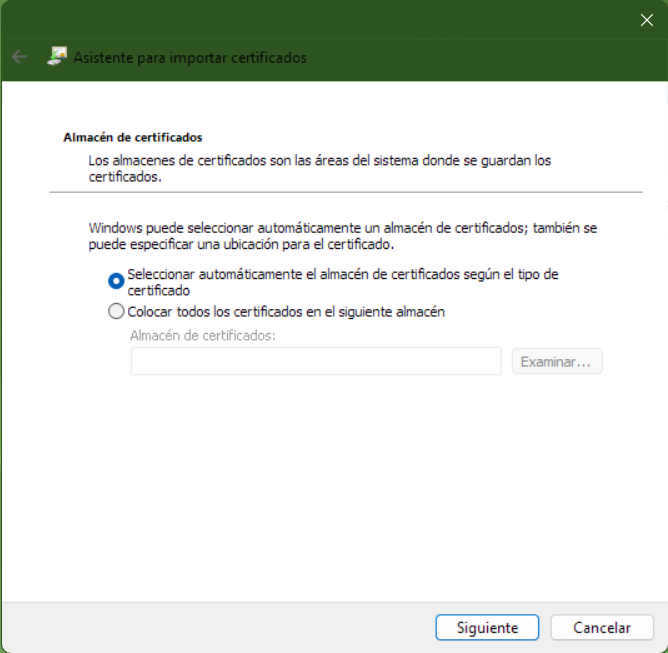 Asistente para importar certificados
Almacén de certificados
Los almacenes de certificados son las áreas del sistema donde se guardan los
certificados.
Windows puede seleccionar automáticamente un almacén de certificados; también se
puede especificar una ubicación para el certificado.
Seleccionar automáticamente el almacén de certificados según el tipo de
certificado
Colocar todos los certificados en el siguiente almacén
Almacén de certificados:
Examinar...
Siguiente
Cancelar